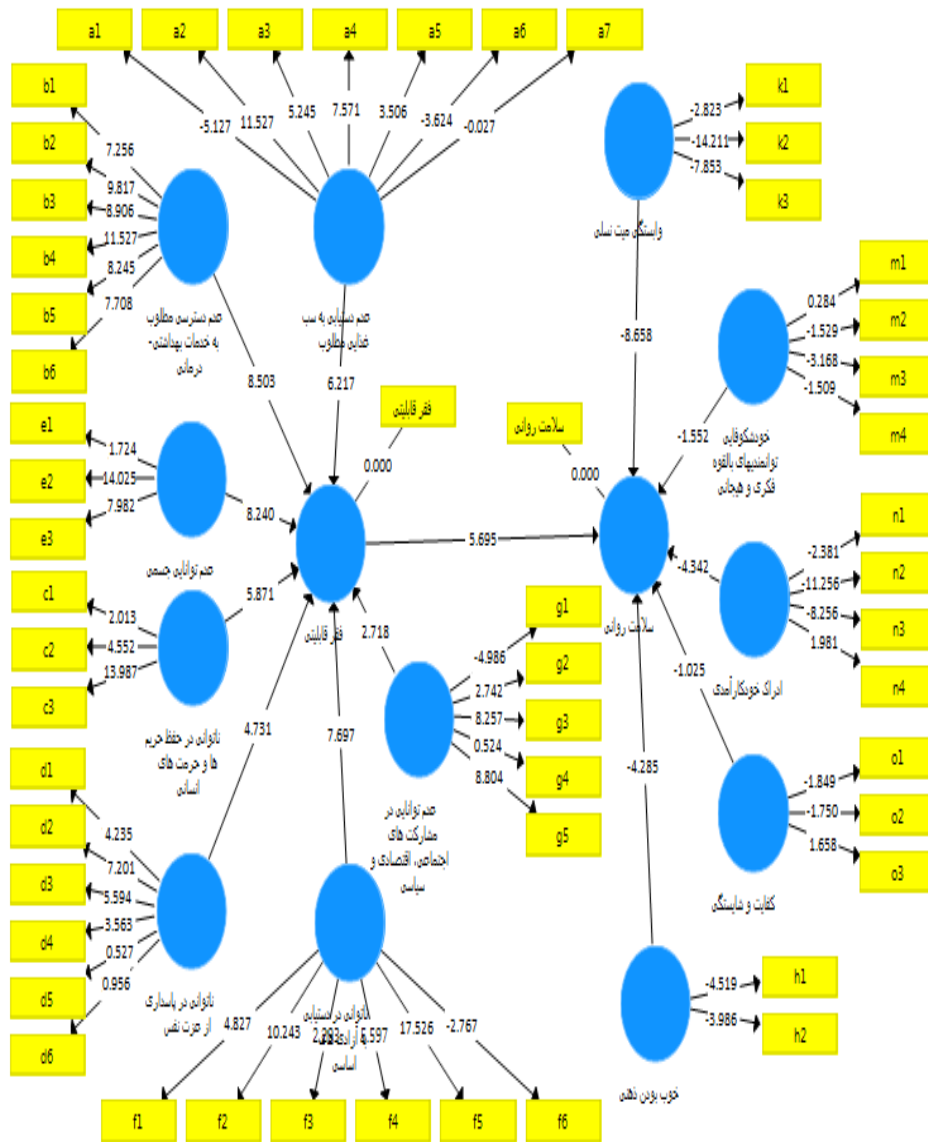 a1
a2
a3
a4
a5
a6
a7
-5.127
11.527
5.245
7.571
3.506
-3.624
-0.027
b1
b2
b3
b4
b5
b6
7.256
9.817
8.906
11.527
8.245
7.708
عدم دسترسی مطلوب
به خدمات بهداشتی-
درمانی
عدم دستیابی به سبد
غذایی مطلوب
8.503
6.217
k1
k2
k3
-2.823
-14.211
-7.853
-8.658
m1
m2
m3
m4
0.284
-1.529
-3.168
-1.509
خودشکوفایی
توانمندیهای بالقوه
فکری و هیجانی
-1.552
فقر قابلیتی
0.000
سلامت روانی
0.000
e1
e2
e3
1.724
14.025
7.982
عدم توانایی جسمی
8.240
فقر قابلیتی
5.695
سلامت روانی
n1
n2
n3
n4
-2.381
-11.256
-8.256
1.981
ادراک خودکارآمدی
-4.342
c1
c2
c3
2.013
4.552
13.987
ناتوانی در حفظ حریم
ها و حرمت های
انسانی
5.871
2.718
g1
g2
g3
g4
g5
-4.986
2.742
8.257
0.524
8.804
عدم توانایی در
مشارکت های
اجتماعی، اقتصادی و
سیاسی
4.731
7.697
-1.025
-4.285
o1
o2
o3
-1.849
-1.750
1.658
کفایت و شایستگی
d1
d2
d3
d4
d5
d6
4.235
7.201
5.594
3.563
0.527
0.956
ناتوانی در پاسداری
از عزت نفس
ناتوانی در دستیابی
آزادی های
اساسی
4.827
10.243
17.526
-2.767
f1
f2
f3
f4
f5
f6
h1
h2
-4.519
-3.986
خوب بودن ذهنی